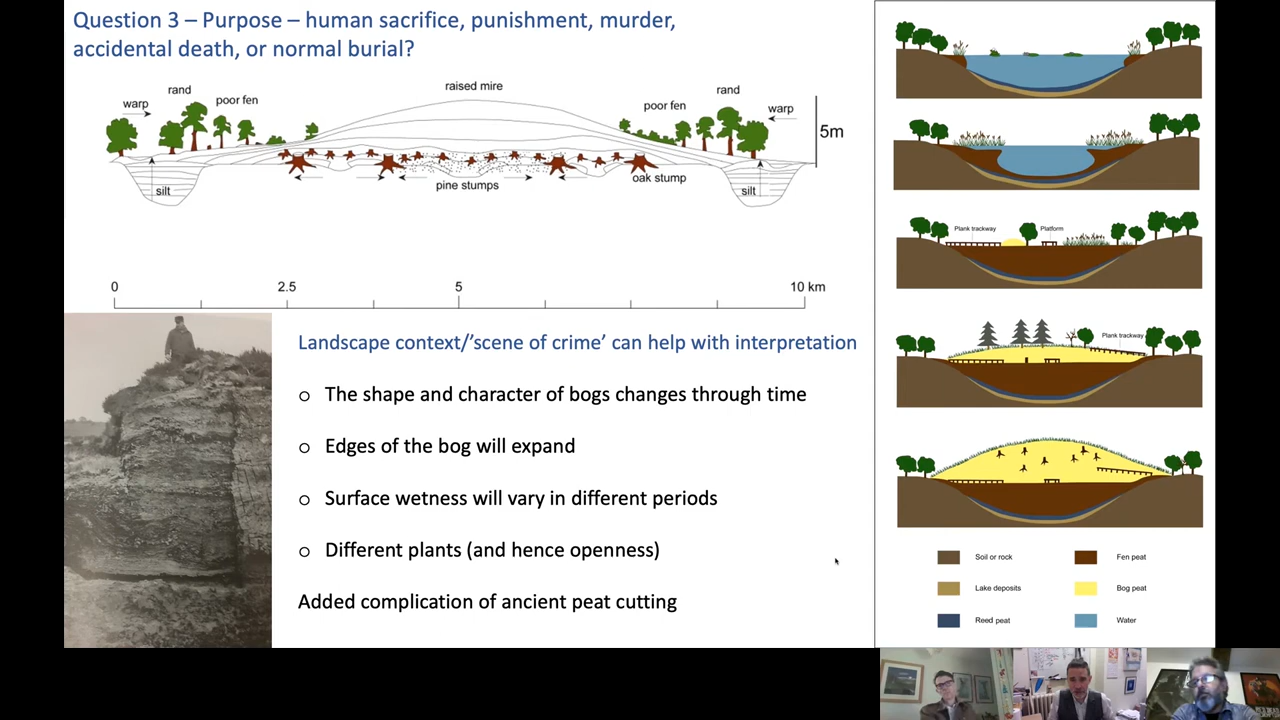 Question 3 – Purpose – human sacrifice, punishment, murder,
accidental death, or normal burial?
raised mire
rand
rand
warp
poor fen
poor fen
warp
5m
silt
pine stumps
oak stump
silt
0
2.5
5
10 km
Landscape context/’scene of crime’ can help with interpretation
o The shape and character of bogs changes through time
o Edges of the bog will expand
o Surface wetness will vary in different periods
o Different plants (and hence openness)
Added complication of ancient peat cutting
Plank trackway
Platform
Plank trackway
Soil or rock
Fen peat
Lake deposits
Bog peat
Reed peat
Water